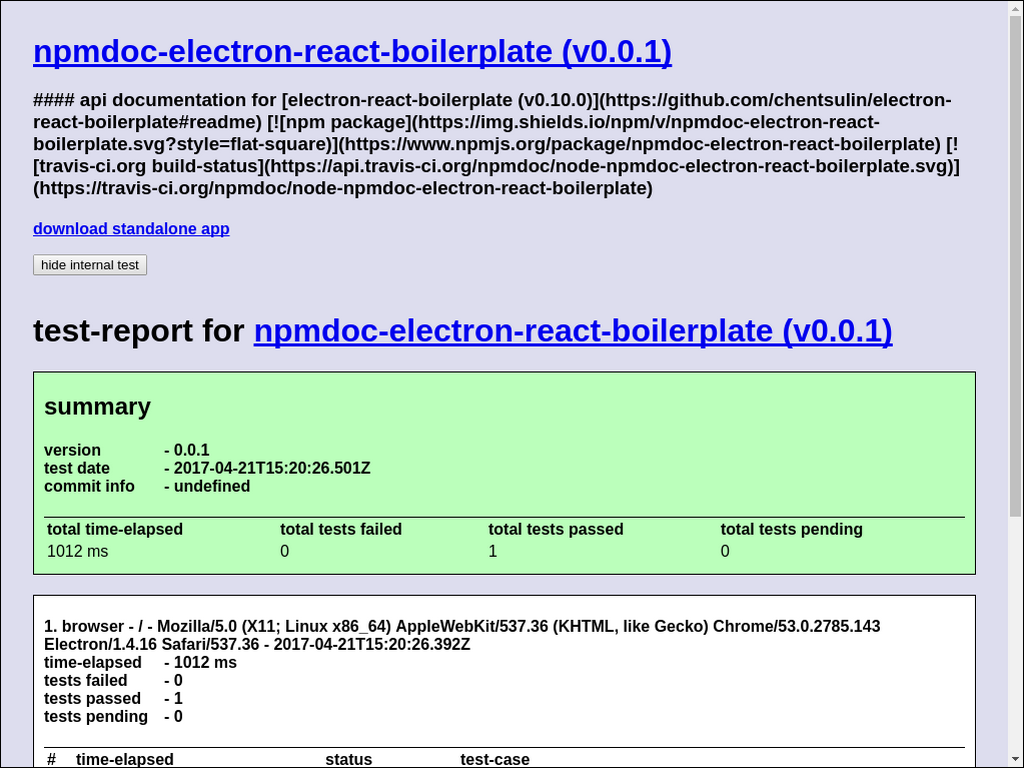 npmdoc-electron-react-boilerplate (v0.0.1)
#### api documentation for [electron-react-boilerplate (v0.10.0)](https://github.com/chentsulin/electron-
react-boilerplate#readme) [![npm package](https://img.shields.io/npm/v/npmdoc-electron-react-
boilerplate.svg?style=flat-square)](https://www.npmjs.org/package/npmdoc-electron-react-boilerplate) [!
[travis-ci.org build-status](https://api.travis-ci.org/npmdoc/node-npmdoc-electron-react-boilerplate.svg)]
(https://travis-ci.org/npmdoc/node-npmdoc-electron-react-boilerplate)
download standalone app
hide internal test
test-report for npmdoc-electron-react-boilerplate (v0.0.1)
summary
version - 0.0.1
test date - 2017-04-21T15:20:26.501Z
commit info - undefined
total time-elapsed total tests failed total tests passed total tests pending
1012 ms 0 1 0
1. browser - / - Mozilla/5.0 (X11; Linux x86_64) AppleWebKit/537.36 (KHTML, like Gecko) Chrome/53.0.2785.143
Electron/1.4.16 Safari/537.36 - 2017-04-21T15:20:26.392Z
time-elapsed - 1012 ms
tests failed - 0
tests passed - 1
tests pending - 0
# time-elapsed status test-case